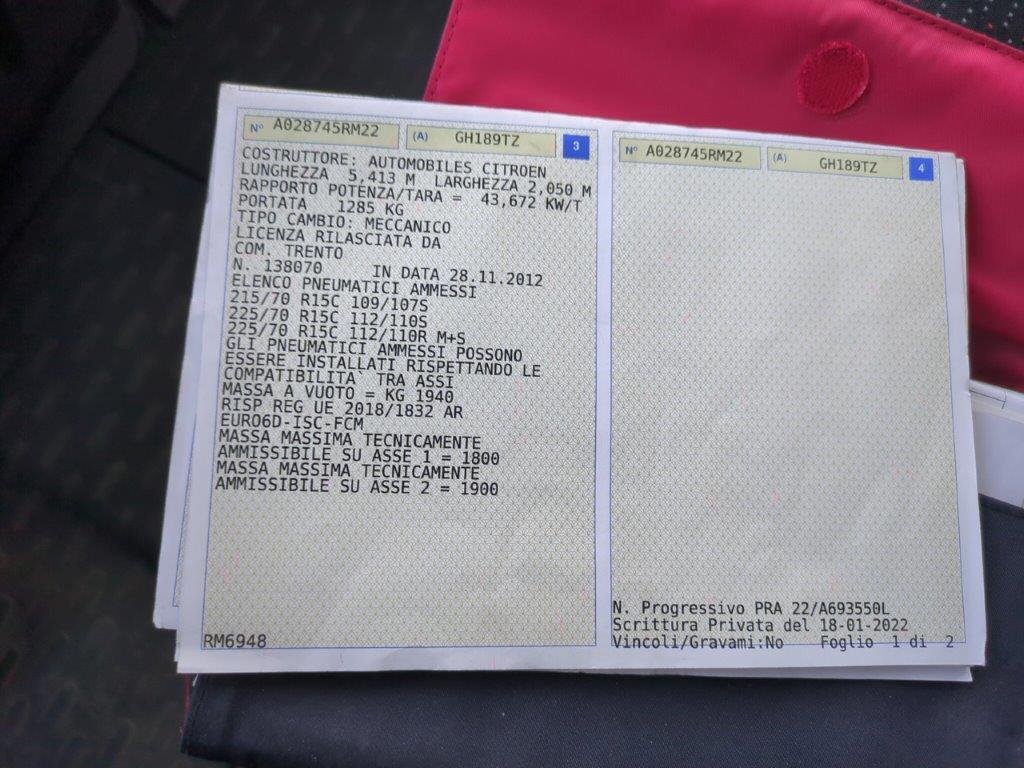 N° A028745RM22 (A) GH189TZ 3
COSTRUTTORE: AUTOMOBILES CITROEN
LUNGHEZZA 5,413 M LARGHEZZA 2,050 M
RAPPORTO POTENZA/TARA = 43,672 KW/T
PORTATA 1285 KG
TIPO CAMBIO: MECCANICO
LICENZA RILASCIATA DA
COM. TRENTO
N. 138070 IN DATA 28.11.2012
ELENCO PNEUMATICI AMMESSI
215/70 R15C 109/107S
225/70 R15C 112/110S
225/70 R15C 112/110R M+S
GLI PNEUMATICI AMMESSI POSSONO
ESSERE INSTALLATI RISPETTANDO LE
COMPATIBILITA` TRA ASSI
MASSA A VUOTO = KG 1940
RISP REG UE 2018/1832 AR
EURO6D-ISC-FCM
MASSA MASSIMA TECNICAMENTE
AMMISSIBILE SU ASSE 1 = 1800
MASSA MASSIMA TECNICAMENTE
AMMISSIBILE SU ASSE 2 = 1900
RM6948
N° A028745RM22 (A) GH189TZ 4
N. Progressivo PRA 22/A693550L
Scrittura Privata del 18-01-2022
Vincoli/Gravami:No Foglio 1 di 2